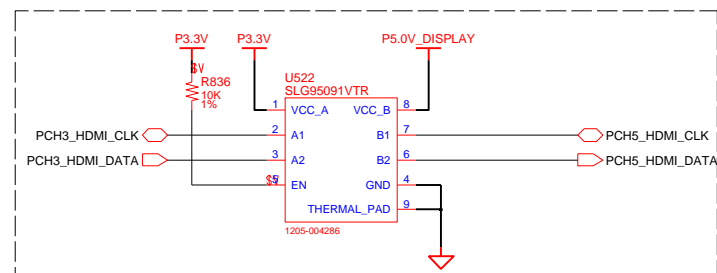 P3.3V P3.3V P5.0V_DISPLAY
U522
SLG95091VTR
R836
10K
1%
1 VCC_A VCC_B 8
PCH3_HDMI_CLK 2 A1 B1 7 PCH5_HDMI_CLK
PCH3_HDMI_DATA 3 A2 B2 6 PCH5_HDMI_DATA
5 EN GND 4
THERMAL_PAD 9
1205-004286